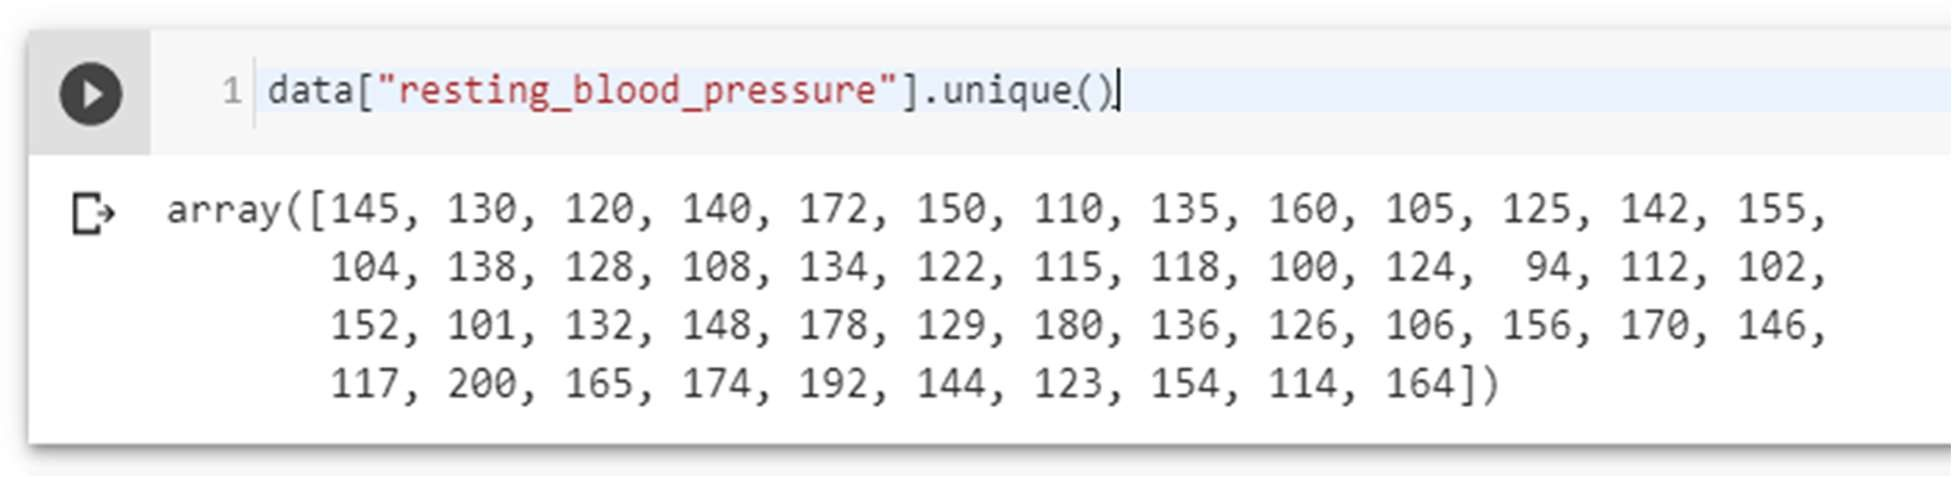 1 data["resting_blood_pressure"].unique()
array([145, 130, 120, 140, 172, 150, 110, 135, 160, 105, 125, 142, 155,
104, 138, 128, 108, 134, 122, 115, 118, 100, 124, 94, 112, 102,
152, 101, 132, 148, 178, 129, 180, 136, 126, 106, 156, 170, 146,
117, 200, 165, 174, 192, 144, 123, 154, 114, 164])